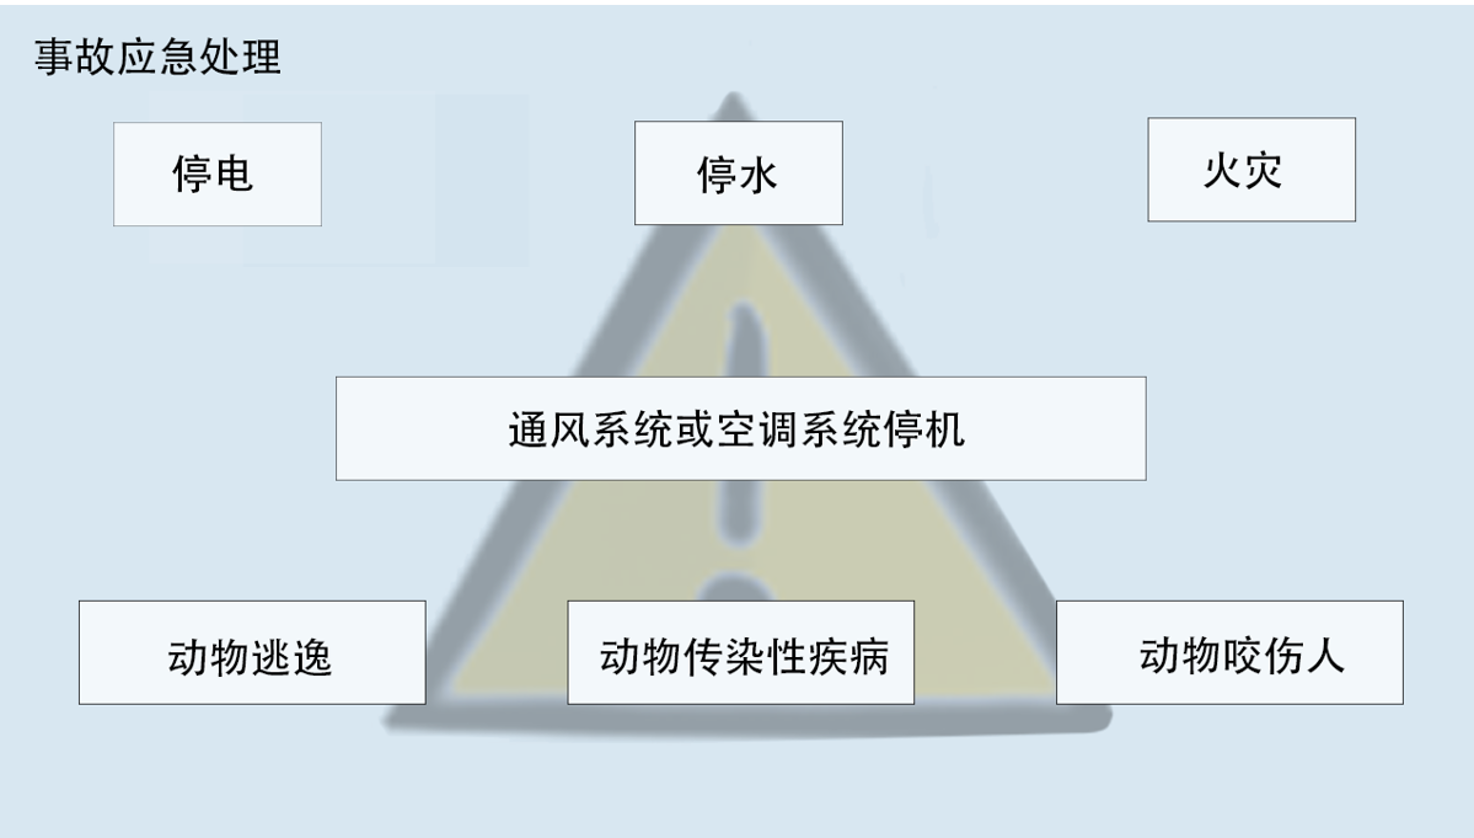 事故应急处理
停电
停水
火灾
通风系统或空调系统停机
动物逃逸
动物传染性疾病
动物咬伤人